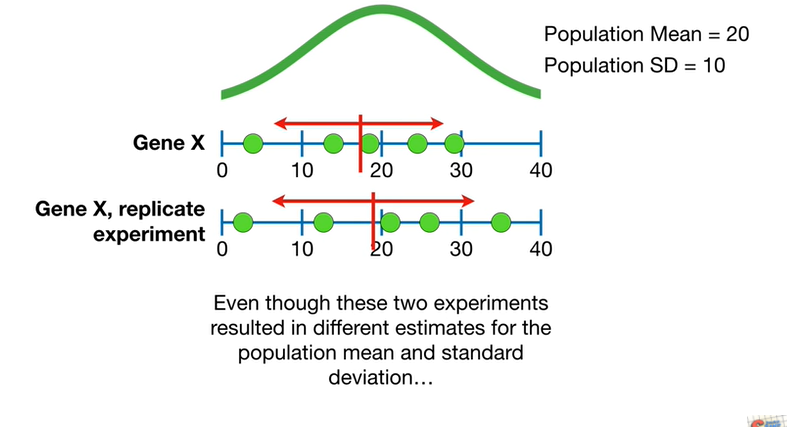 Population Mean = 20
Population SD = 10
Gene X
0 10 20 30 40
Gene X, replicate
experiment
0 10 20 30 40
Even though these two experiments
resulted in different estimates for the
population mean and standard
deviation…